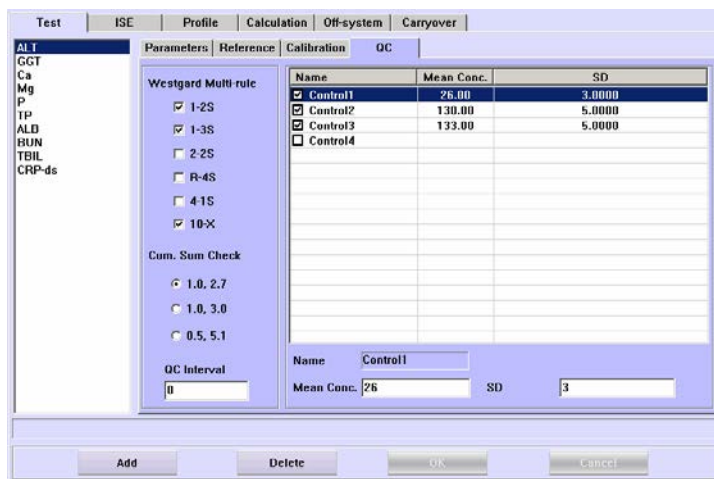 Test ISE Profile Calculation Off-system Carryover
ALT
GGT
Ca
Mg
P
TP
ALB
BUN
TBIL
CRP-ds
Parameters Reference Calibration QC
Westgard Multi-rule
1-2S
1-3S
2-2S
R-4S
4-1S
10-X
Cum. Sum Check
1.0, 2.7
1.0, 3.0
0.5, 5.1
QC Interval
0
Name Mean Conc. SD
Control1 26.00 3.0000
Control2 130.00 5.0000
Control3 133.00 5.0000
Control4
Name Control1
Mean Conc. 26 SD 3
Add Delete OK Cancel